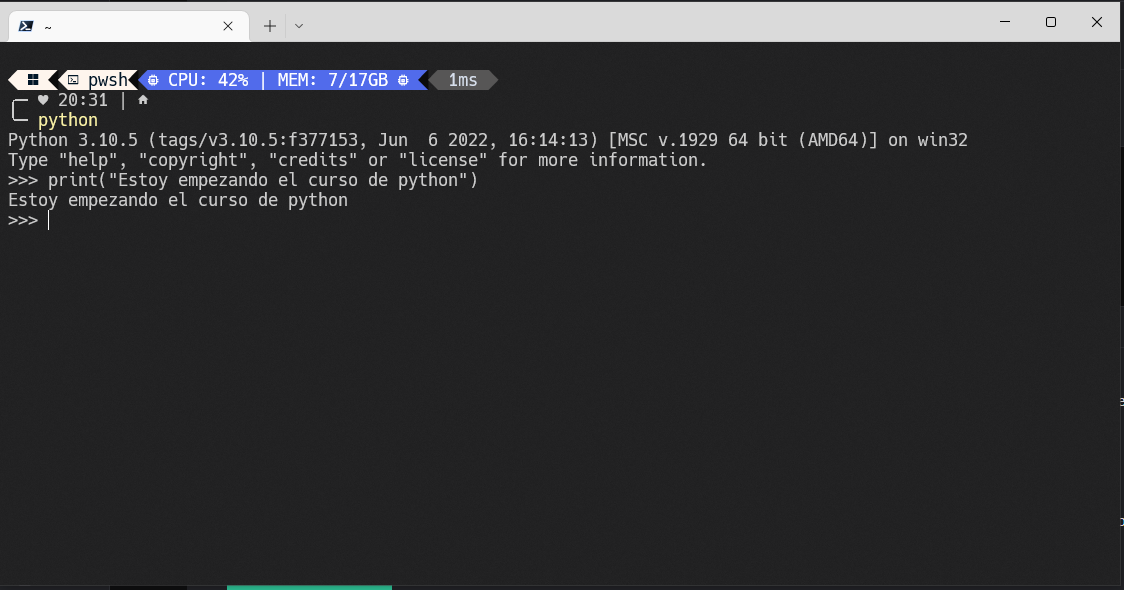 ~
pwsh CPU: 42% | MEM: 7/17GB 1ms
20:31 |
python
Python 3.10.5 (tags/v3.10.5:f377153, Jun  6 2022, 16:14:13) [MSC v.1929 64 bit (AMD64)] on win32
Type "help", "copyright", "credits" or "license" for more information.
>>> print("Estoy empezando el curso de python")
Estoy empezando el curso de python
>>>